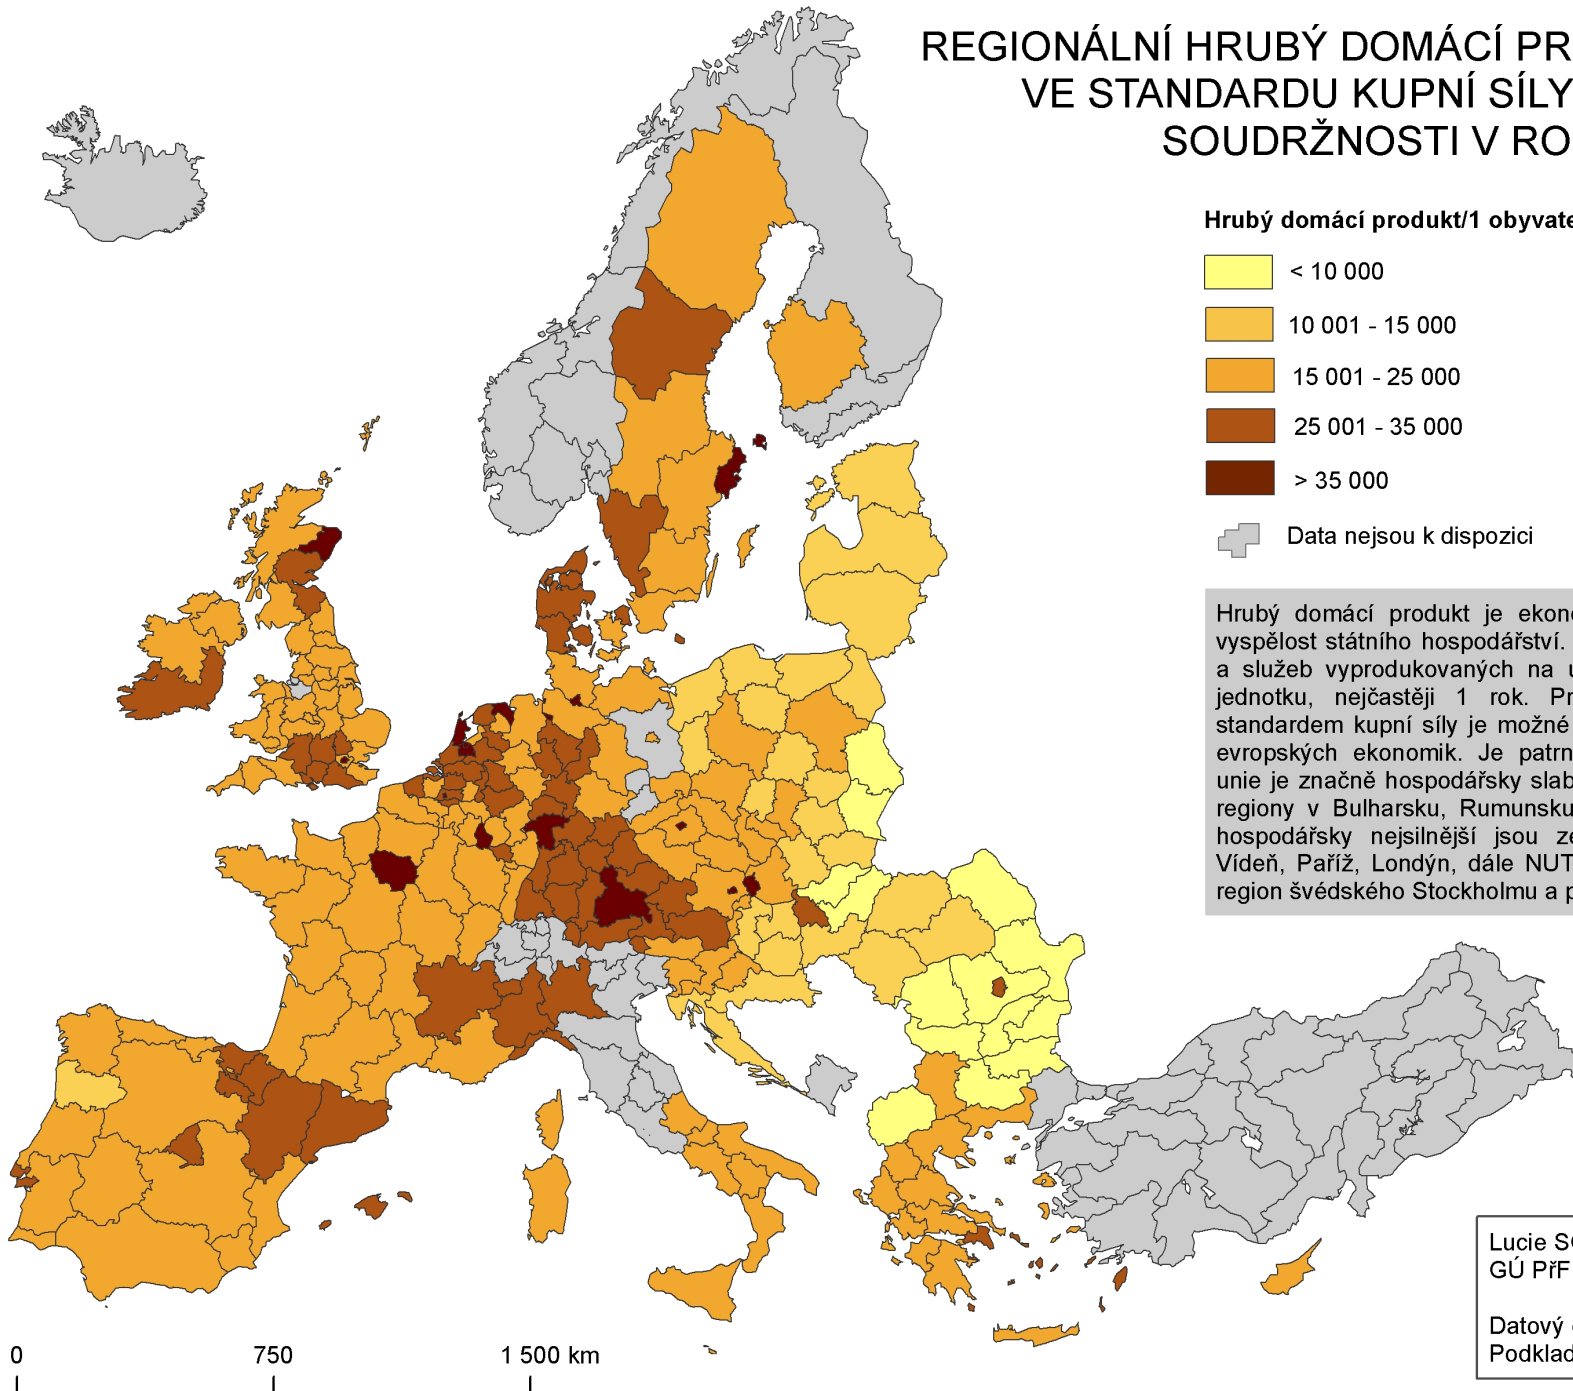 REGIONÁLNÍ HRUBÝ DOMÁCÍ PR
VE STANDARDU KUPNÍ SÍLY
SOUDRŽNOSTI V RO
Hrubý domácí produkt/1 obyvate
< 10 000
10 001 - 15 000
15 001 - 25 000
25 001 - 35 000
> 35 000
Data nejsou k dispozici
Hrubý domácí produkt je ekono
vyspělost státního hospodářství.
a služeb vyprodukovaných na u
jednotku, nejčastěji 1 rok. Pr
standardem kupní síly je možné
evropských ekonomik. Je patrn
unie je značně hospodářsky slab
regiony v Bulharsku, Rumunsku
hospodářsky nejsilnější jsou ze
Vídeň, Paříž, Londýn, dále NUT
region švédského Stockholmu a p
Lucie S
GÚ PřF
Datový
Podklad
0 750 1 500 km